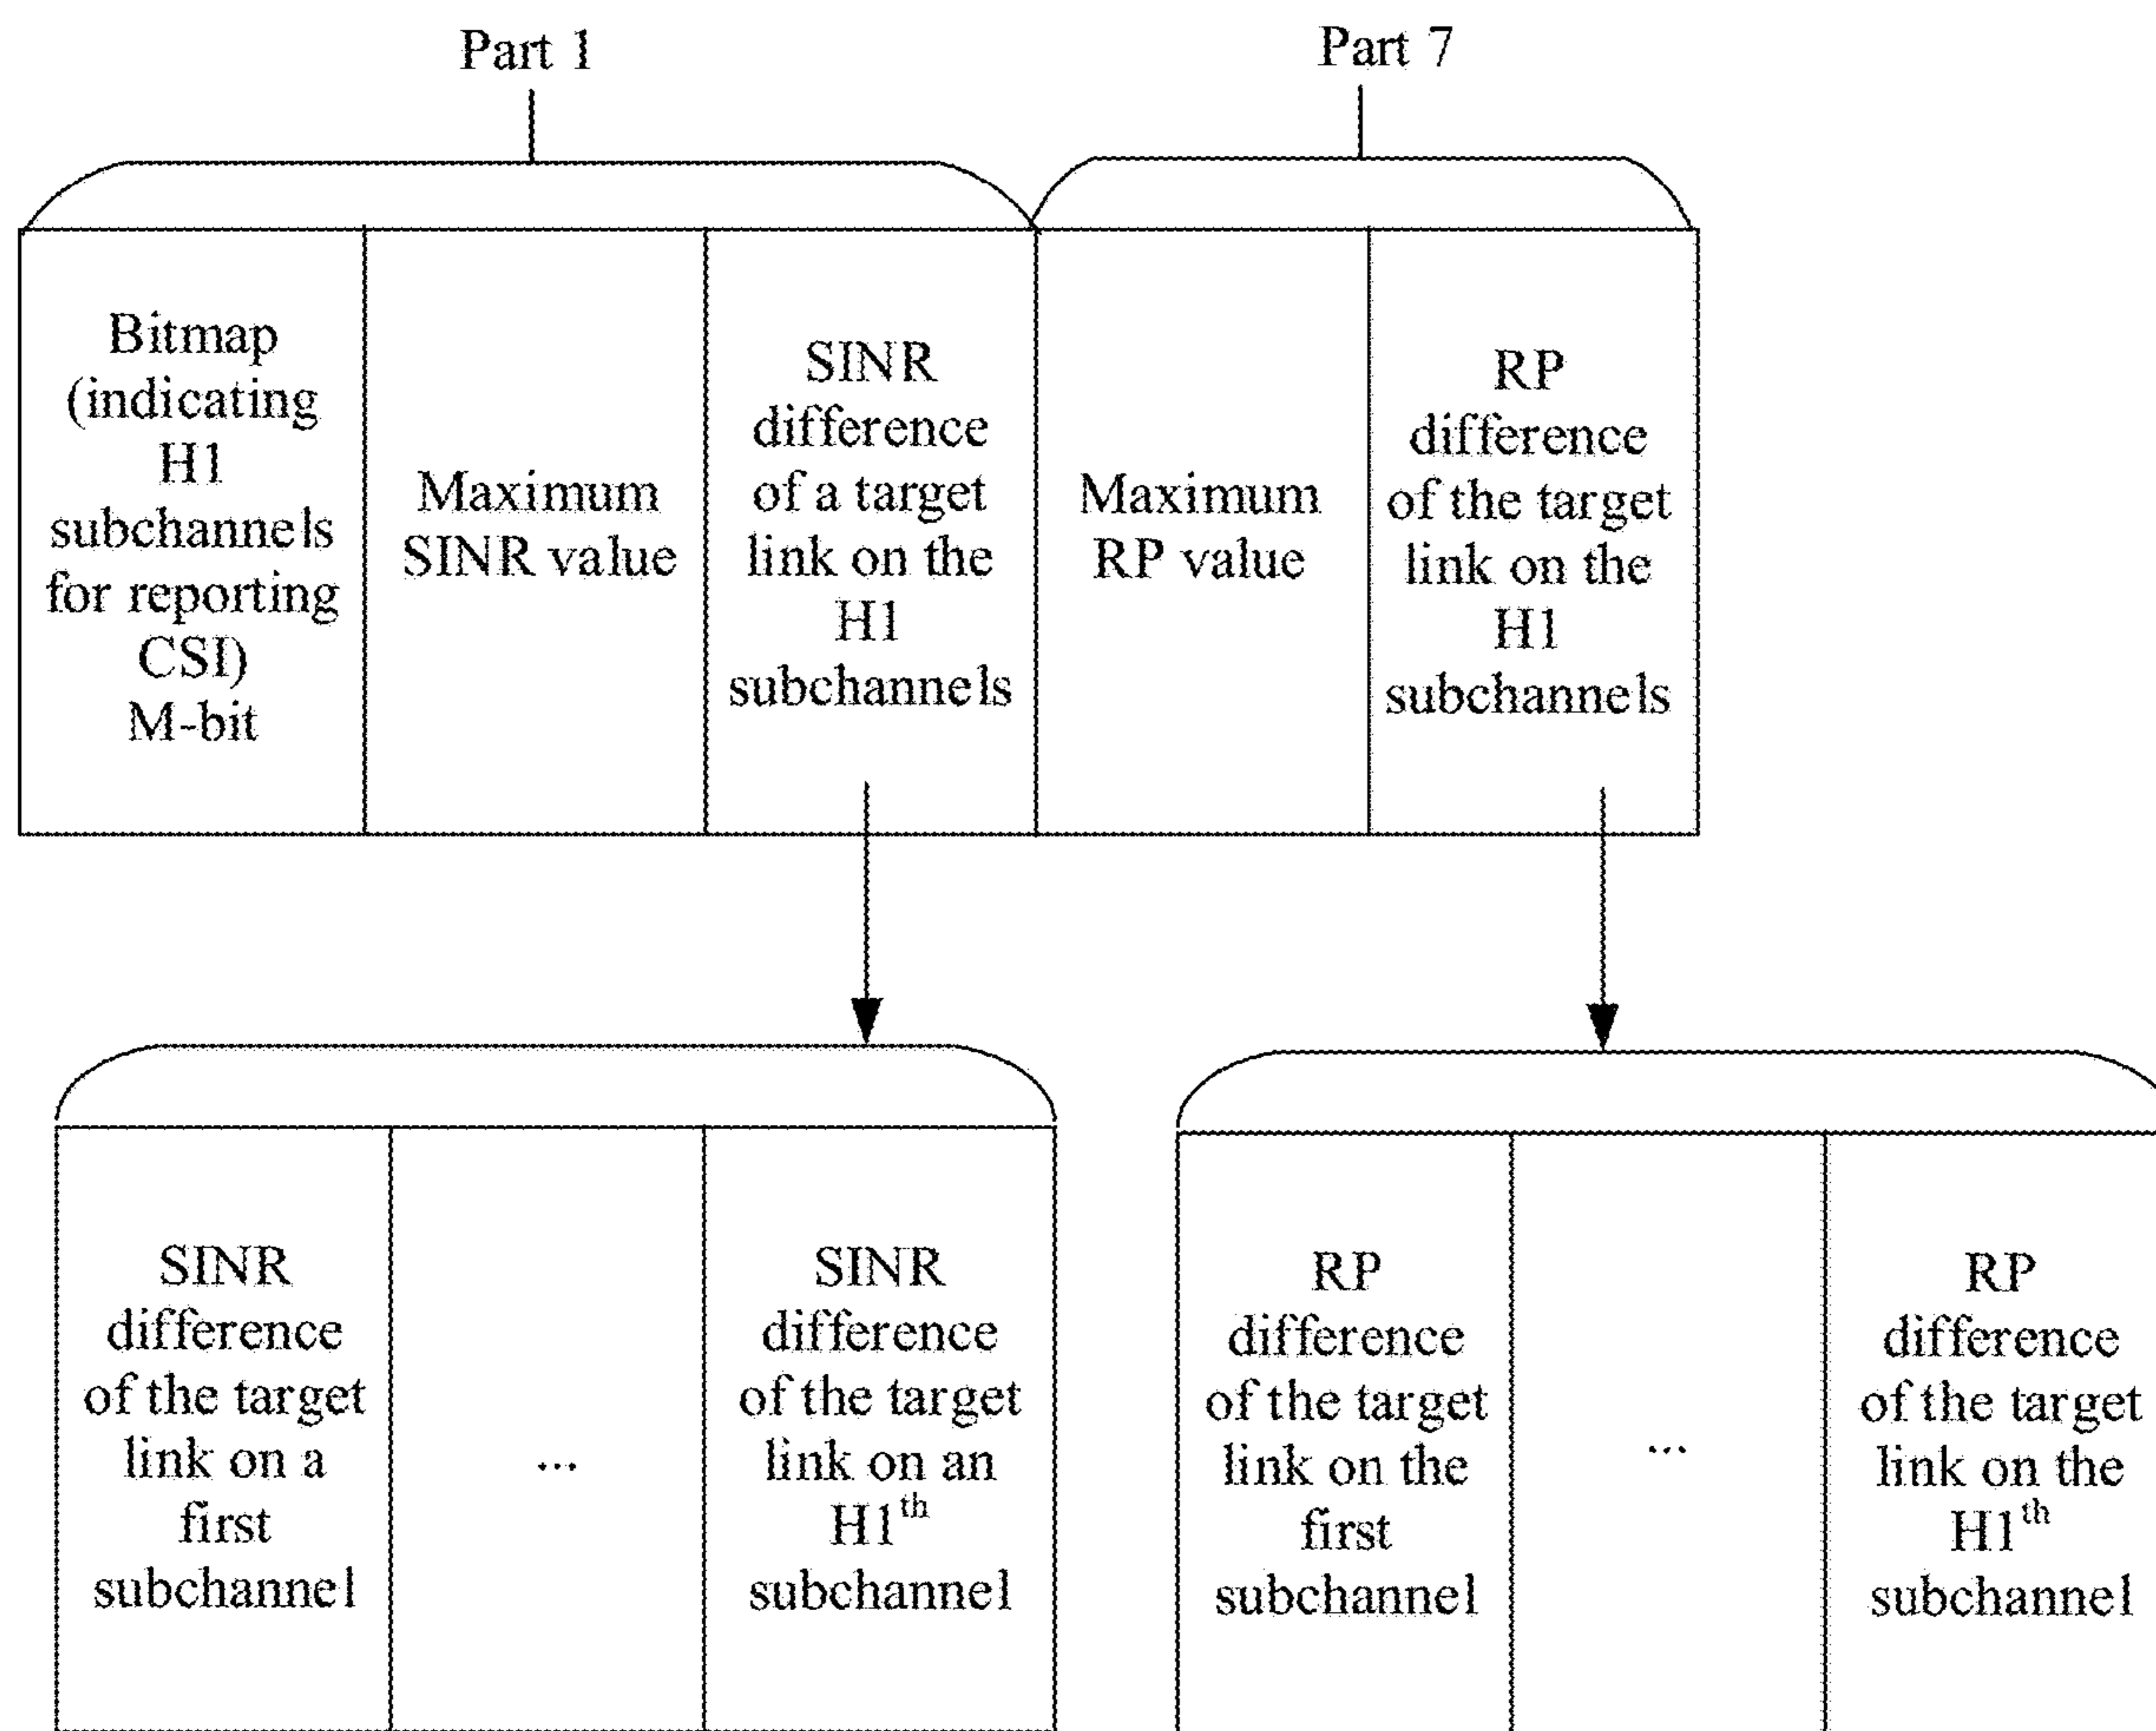 Part 1
Part 7
Bitmap
(indicating
H1
subchannels
for reporting
CSI)
M-bit
Maximum
SINR value
SINR
difference
of a target
link on the
H1
subchannels
Maximum
RP value
RP
difference
of the target
link on the
H1
subchannels
SINR
difference
of the target
link on a
first
subchannel
...
SINR
difference
of the target
link on an
H1th
subchannel
RP
difference
of the target
link on the
first
subchannel
...
RP
difference
of the target
link on the
H1th
subchannel